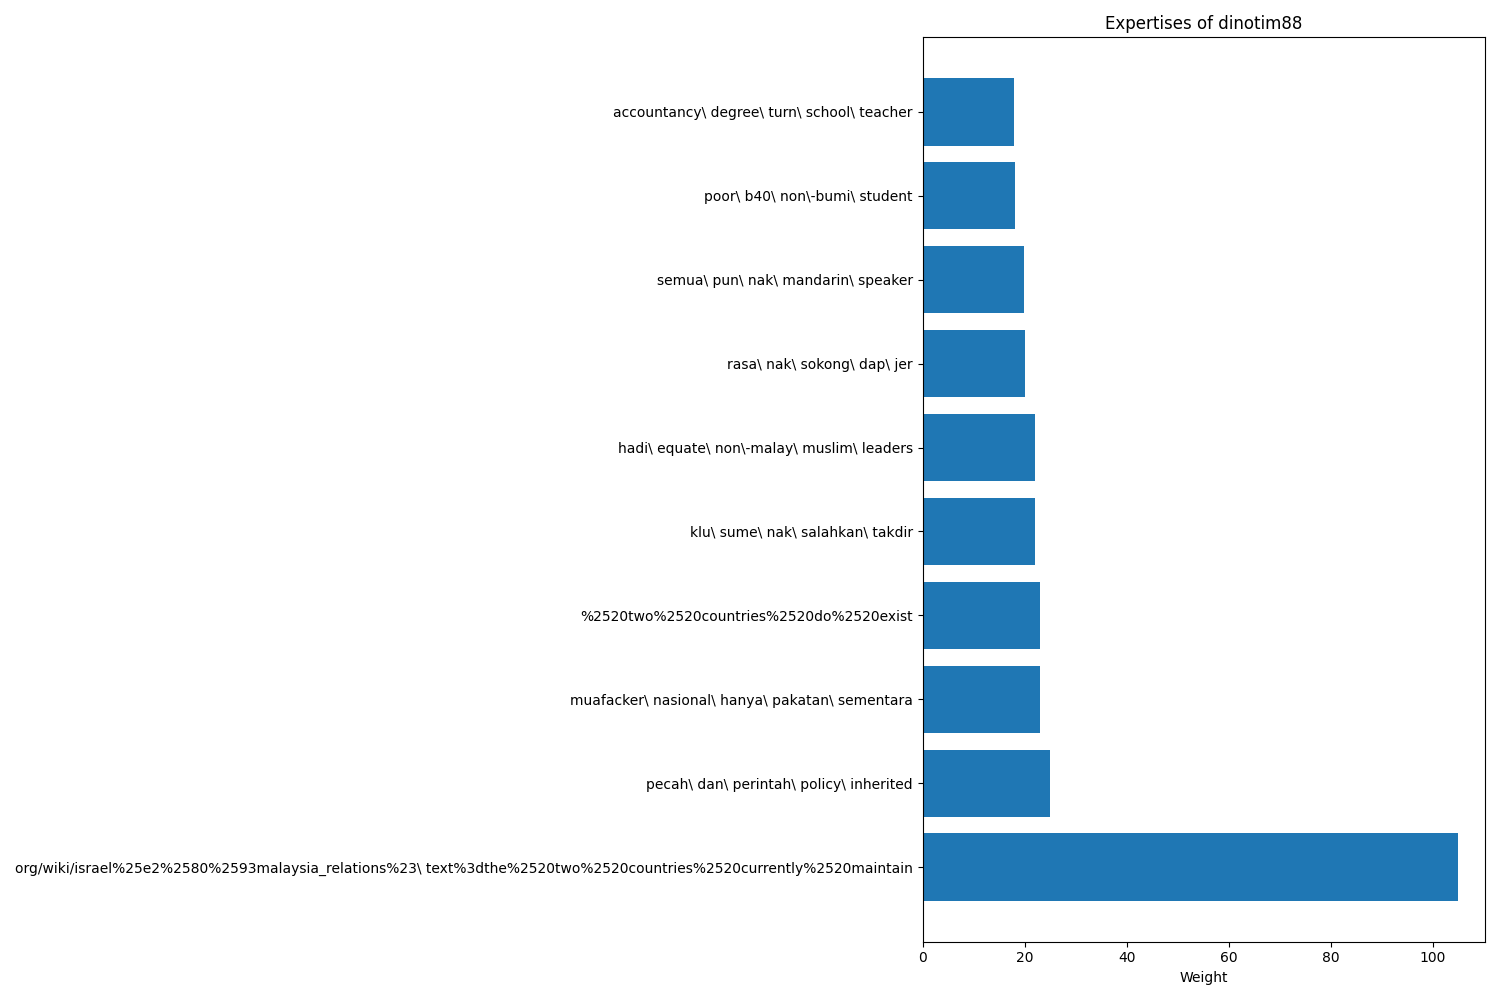 Expertises of dinotim88
accountancy\ degree\ turn\ school\ teacher
poor\ b40\ non\-bumi\ student
semua\ pun\ nak\ mandarin\ speaker
rasa\ nak\ sokong\ dap\ jer
hadi\ equate\ non\-malay\ muslim\ leaders
klu\ sume\ nak\ salahkan\ takdir
%2520two%2520countries%2520do%2520exist
muafacker\ nasional\ hanya\ pakatan\ sementara
pecah\ dan\ perintah\ policy\ inherited
org/wiki/israel%25e2%2580%2593malaysia_relations%23\ text%3dthe%2520two%2520countries%2520currently%2520maintain
0 20 40 60 80 100
Weight